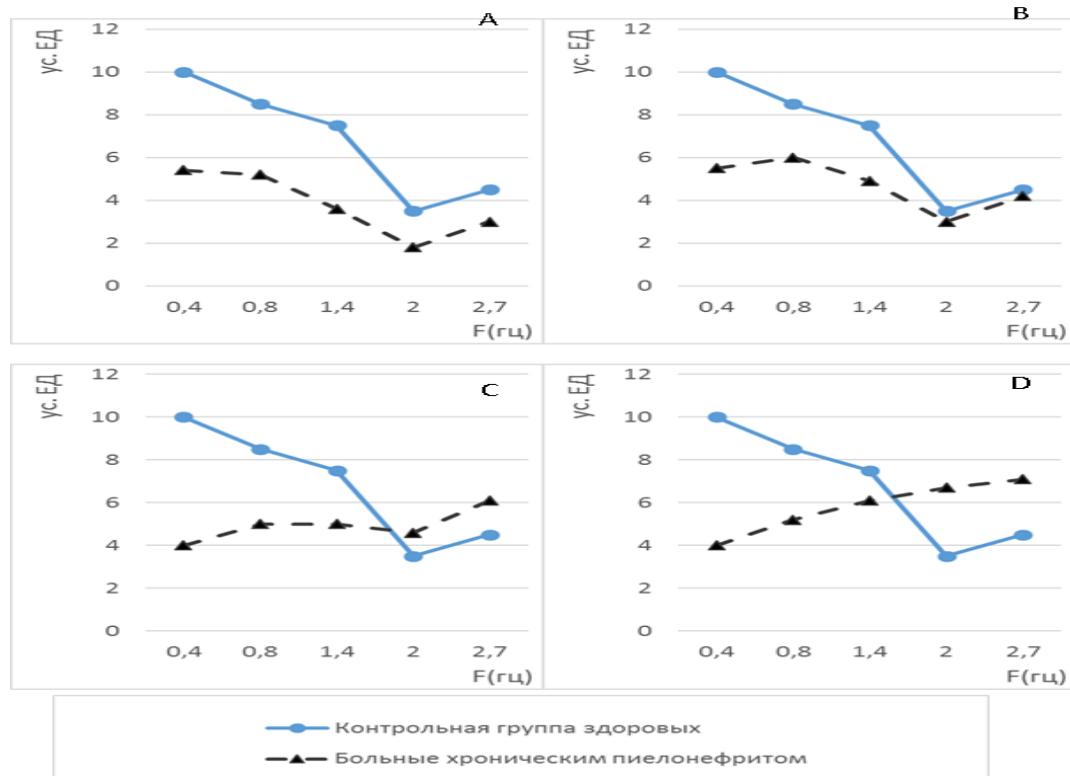 A
ус. ЕД
12
10
8
6
4
2
0
0,4 0,8 1,4 2 2,7
F(гц)
B
ус. ЕД
12
10
8
6
4
2
0
0,4 0,8 1,4 2 2,7
F(гц)
C
ус. ЕД
12
10
8
6
4
2
0
0,4 0,8 1,4 2 2,7
F(гц)
D
ус. ЕД
12
10
8
6
4
2
0
0,4 0,8 1,4 2 2,7
F(гц)
Контрольная группа здоровых
Больные хроническим пиелонефритом